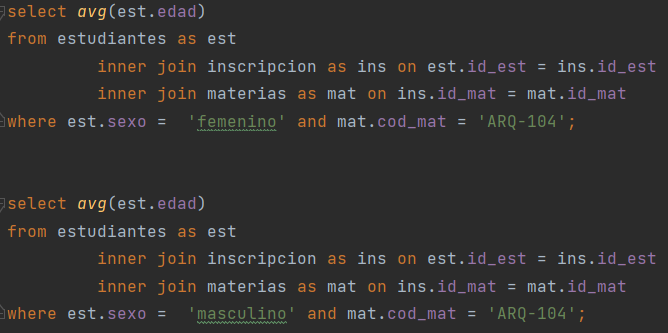 select avg(est.edad)
from estudiantes as est
inner join inscripcion as ins on est.id_est = ins.id_est
inner join materias as mat on ins.id_mat = mat.id_mat
where est.sexo =  'femenino' and mat.cod_mat = 'ARQ-104';
select avg(est.edad)
from estudiantes as est
inner join inscripcion as ins on est.id_est = ins.id_est
inner join materias as mat on ins.id_mat = mat.id_mat
where est.sexo =  'masculino' and mat.cod_mat = 'ARQ-104';